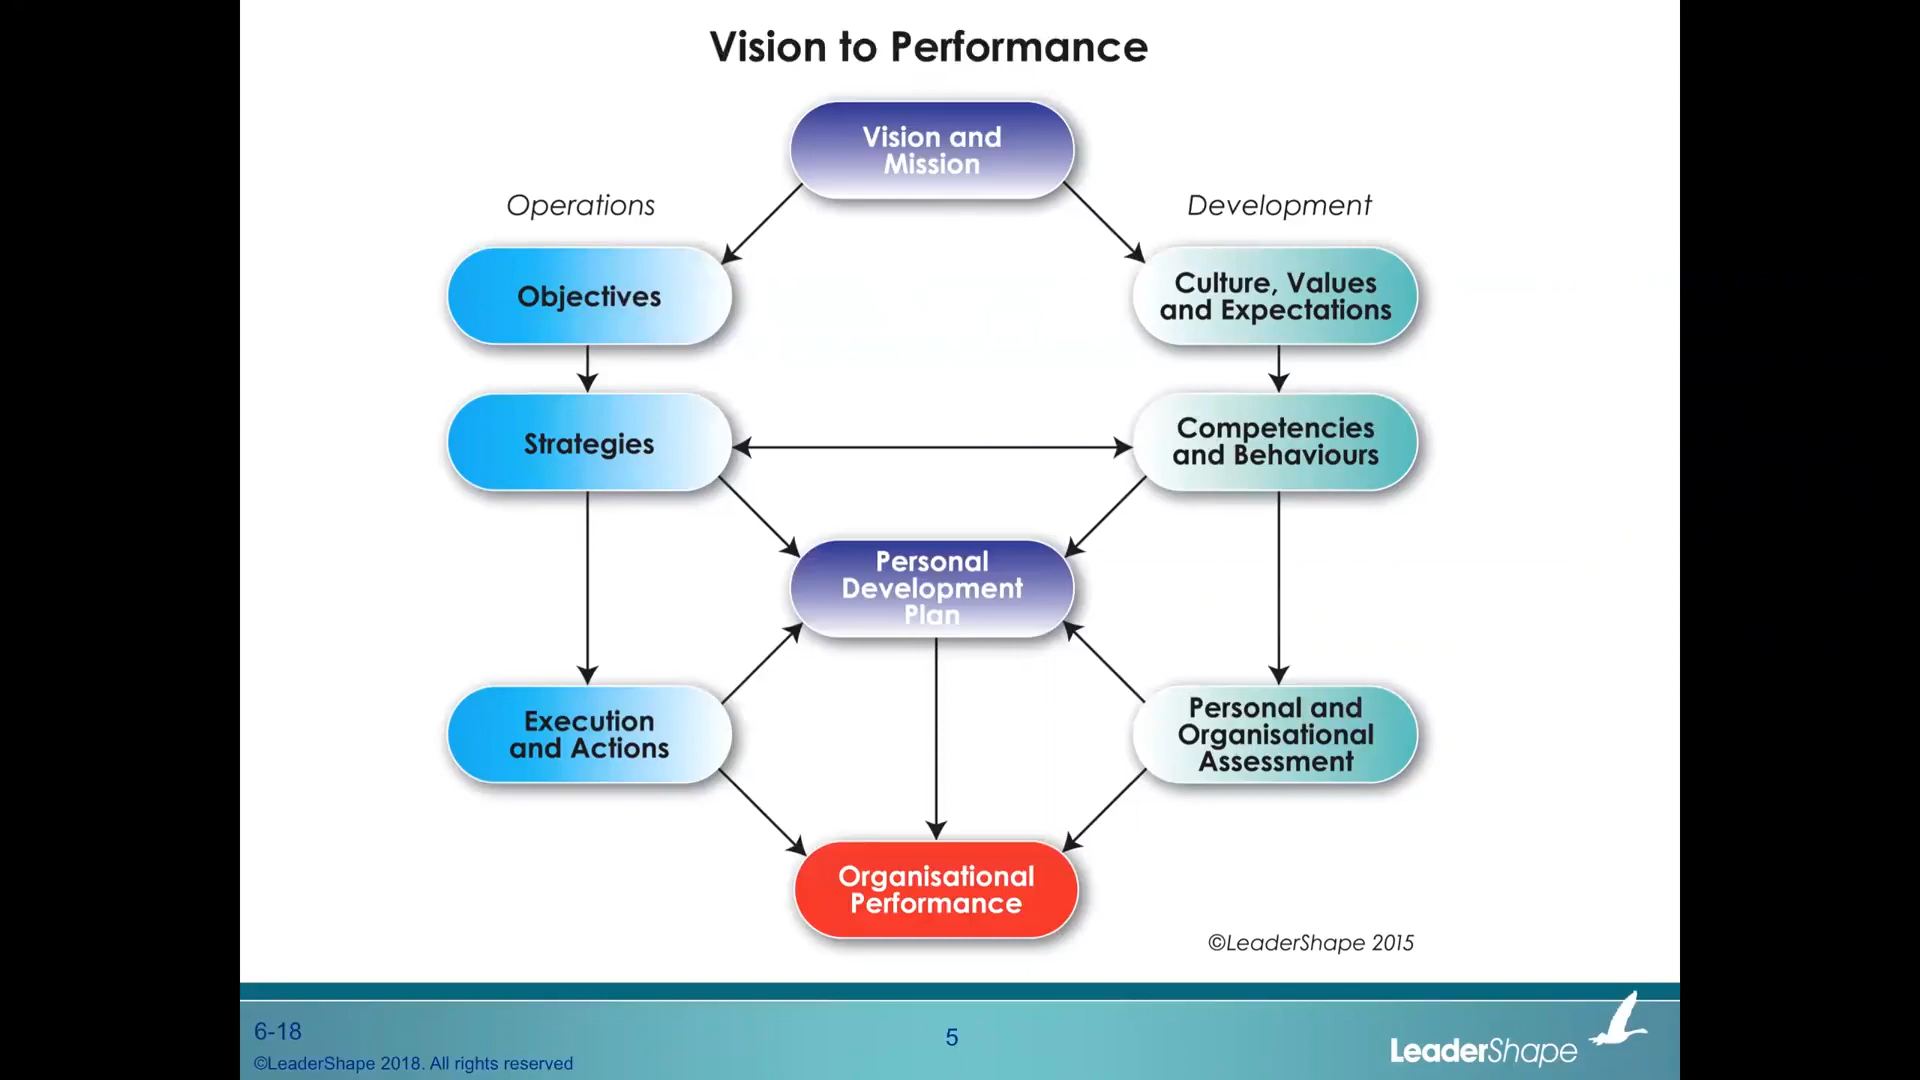 Vision to Performance
Vision and
Mission
Operations
Development
Objectives
Culture, Values
and Expectations
Strategies
Competencies
and Behaviours
Personal
Development
Plan
Execution
and Actions
Personal and
Organisational
Assessment
Organisational
Performance
©LeaderShape 2015
6-18
5
©LeaderShape 2018. All rights reserved
LeaderShape